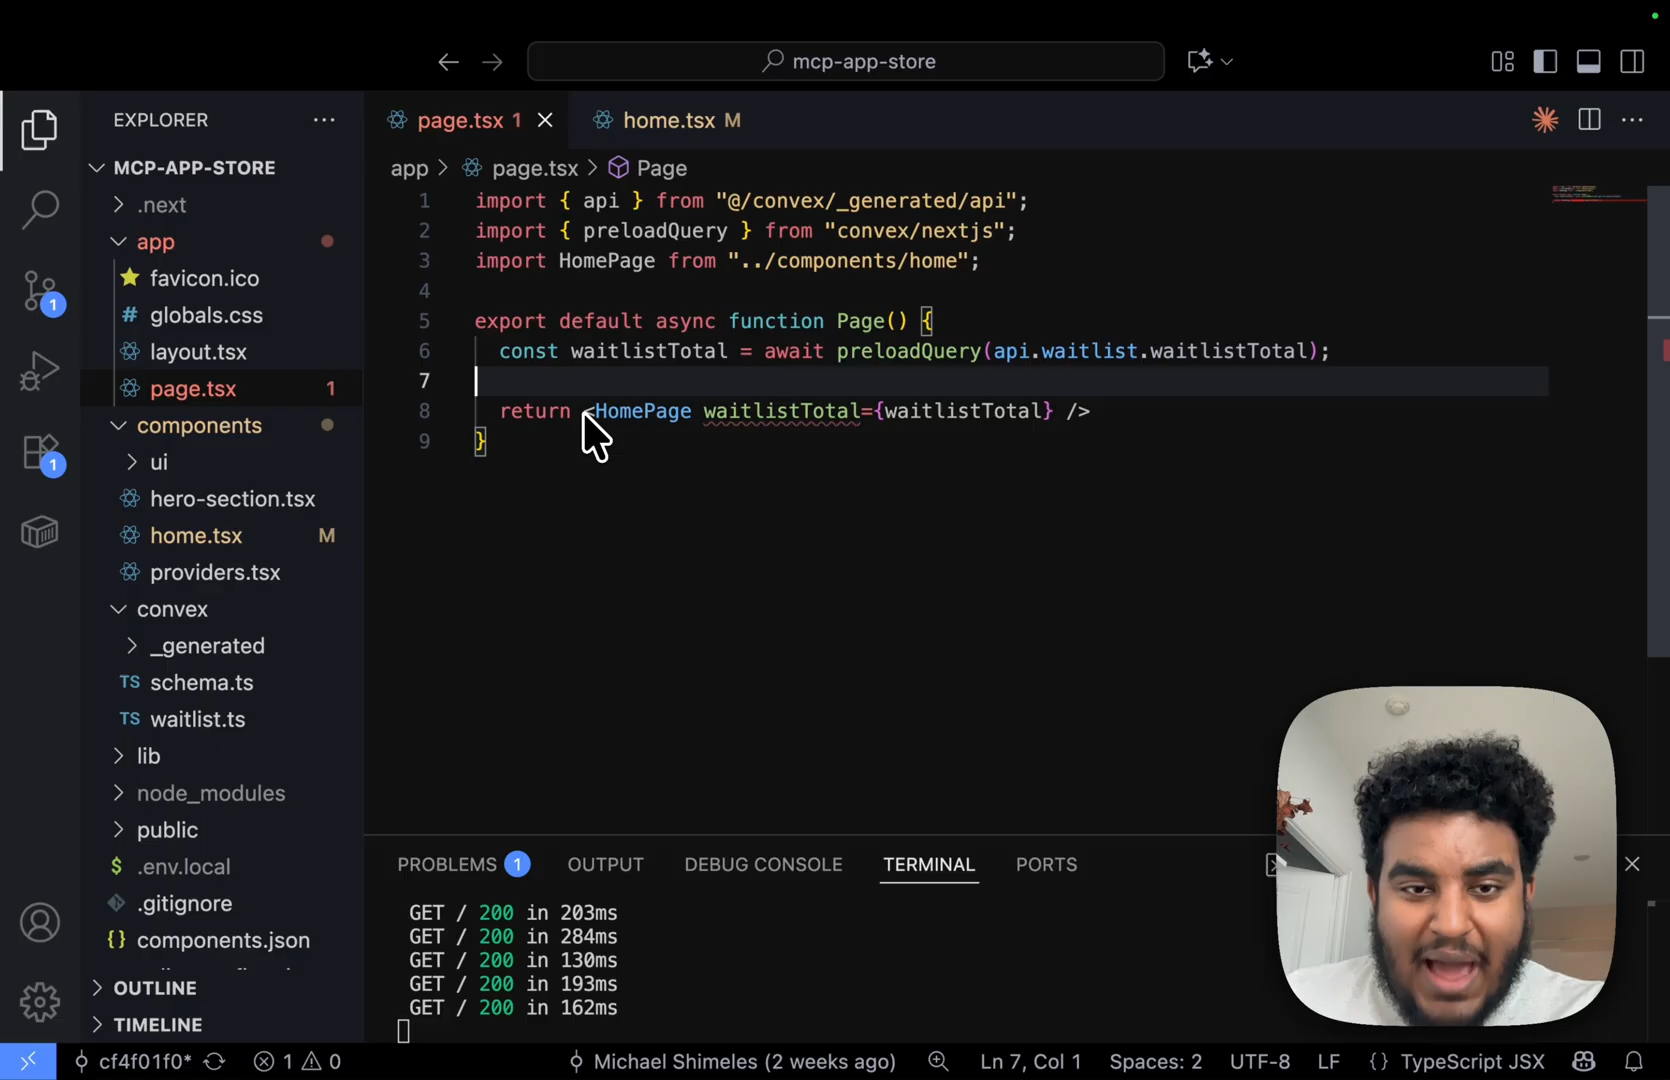 mcp-app-store
EXPLORER
page.tsx 1
home.tsx M
MCP-APP-STORE
.next
app
favicon.ico
# globals.css
layout.tsx
page.tsx 1
components
ui
hero-section.tsx
home.tsx M
providers.tsx
convex
_generated
TS schema.ts
TS waitlist.ts
lib
node_modules
public
$ .env.local
.gitignore
{} components.json
OUTLINE
TIMELINE
1
1
app > page.tsx > Page
1 import { api } from "@/convex/_generated/api";
2 import { preloadQuery } from "convex/nextjs";
3 import HomePage from "../components/home";
4
5 export default async function Page() {
6 const waitlistTotal = await preloadQuery(api.waitlist.waitlistTotal);
7
8 return <HomePage waitlistTotal={waitlistTotal} />
9 }
PROBLEMS 1 OUTPUT DEBUG CONSOLE TERMINAL PORTS
GET / 200 in 203ms
GET / 200 in 284ms
GET / 200 in 130ms
GET / 200 in 193ms
GET / 200 in 162ms
cf4f01f0* 1 0 Michael Shimeles (2 weeks ago) Ln 7, Col 1 Spaces: 2 UTF-8 LF {} TypeScript JSX